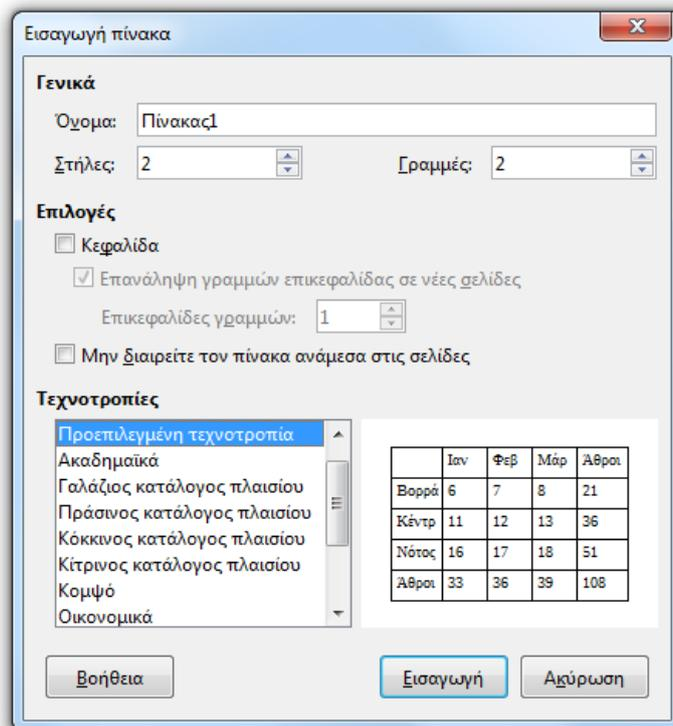 Εισαγωγή πίνακα
Γενικά
Όνομα: Πίνακας1
Στήλες: 2 Γραμμές: 2
Επιλογές
Κεφαλίδα
Επανάληψη γραμμών επικεφαλίδας σε νέες σελίδες
Επικεφαλίδες γραμμών: 1
Μην διαιρείτε τον πίνακα ανάμεσα στις σελίδες
Τεχνοτροπίες
Προεπιλεγμένη τεχνοτροπία
Ακαδημαϊκά
Γαλάζιος κατάλογος πλαισίου
Πράσινος κατάλογος πλαισίου
Κόκκινος κατάλογος πλαισίου
Κίτρινος κατάλογος πλαισίου
Κομψό
Οικονομικά
Ιαν Φεβ Μάρ Άθροι
Βορρά 6 7 8 21
Κέντρ 11 12 13 36
Νότος 16 17 18 51
Άθροι 33 36 39 108
Βοήθεια Εισαγωγή Ακύρωση